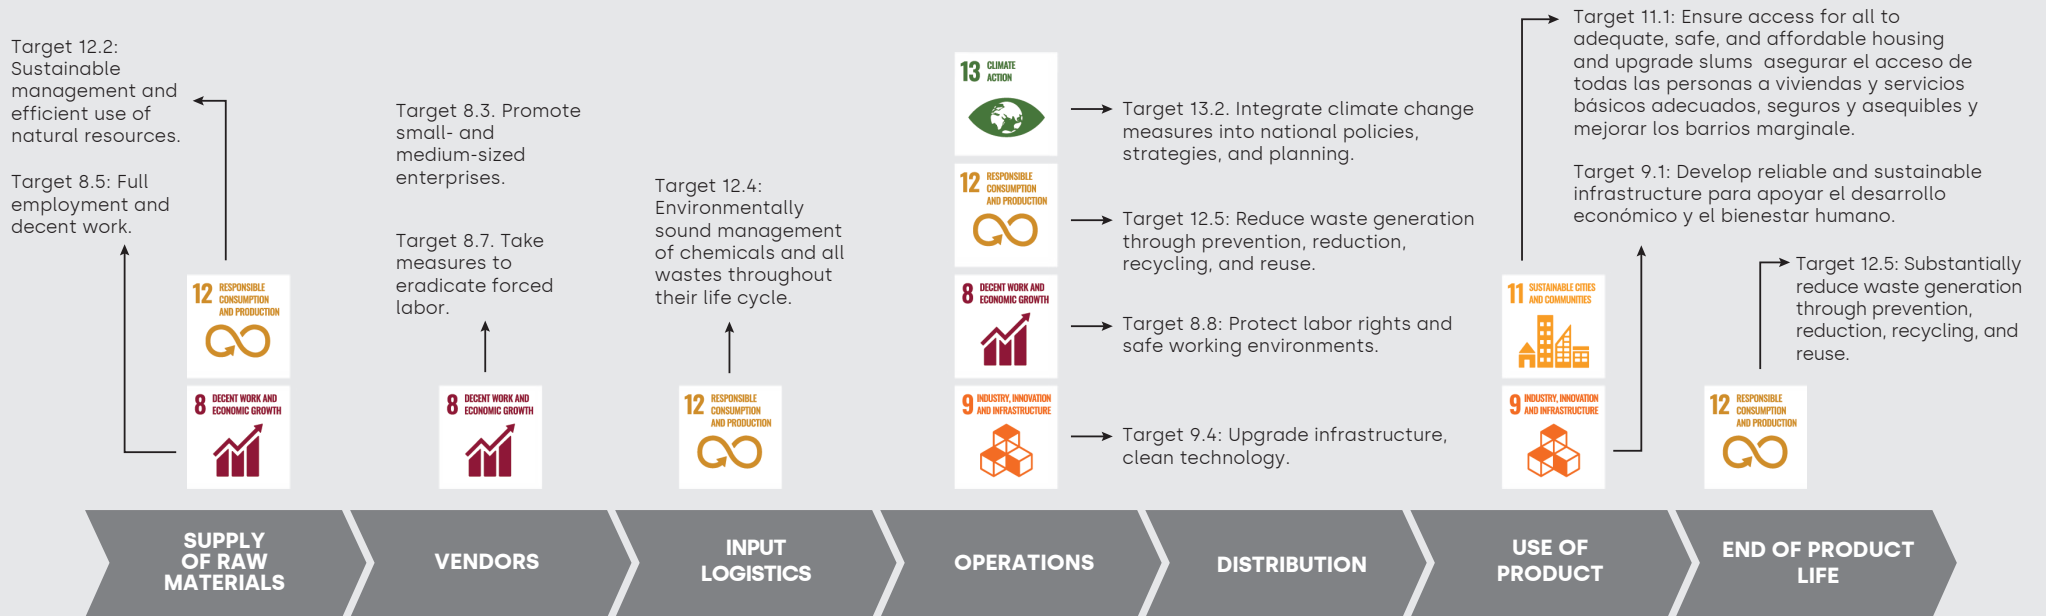 Target 12.2:
Sustainable
management and
efficient use of
natural resources.
Target 8.5: Full
employment and
decent work.
12 RESPONSIBLE
CONSUMPTION
AND PRODUCTION
8 DECENT WORK AND
ECONOMIC GROWTH
Target 8.3. Promote
small- and
medium-sized
enterprises.
Target 8.7. Take
measures to
eradicate forced
labor.
8 DECENT WORK AND
ECONOMIC GROWTH
Target 12.4:
Environmentally
sound management
of chemicals and all
wastes throughout
their life cycle.
12 RESPONSIBLE
CONSUMPTION
AND PRODUCTION
13 CLIMATE
ACTION
Target 13.2. Integrate climate change
measures into national policies,
strategies, and planning.
12 RESPONSIBLE
CONSUMPTION
AND PRODUCTION
Target 12.5: Reduce waste generation
through prevention, reduction,
recycling, and reuse.
8 DECENT WORK AND
ECONOMIC GROWTH
Target 8.8: Protect labor rights and
safe working environments.
9 INDUSTRY, INNOVATION
AND INFRASTRUCTURE
Target 9.4: Upgrade infrastructure,
clean technology.
Target 11.1: Ensure access for all to
adequate, safe, and affordable housing
and upgrade slums asegurar el acceso de
todas las personas a viviendas y servicios
básicos adecuados, seguros y asequibles y
mejorar los barrios marginale.
Target 9.1: Develop reliable and sustainable
infrastructure para apoyar el desarrollo
económico y el bienestar humano.
11 SUSTAINABLE CITIES
AND COMMUNITIES
9 INDUSTRY, INNOVATION
AND INFRASTRUCTURE
Target 12.5: Substantially
reduce waste generation
through prevention,
reduction, recycling, and
reuse.
12 RESPONSIBLE
CONSUMPTION
AND PRODUCTION
SUPPLY
OF RAW
MATERIALS
VENDORS
INPUT
LOGISTICS
OPERATIONS
DISTRIBUTION
USE OF
PRODUCT
END OF PRODUCT
LIFE